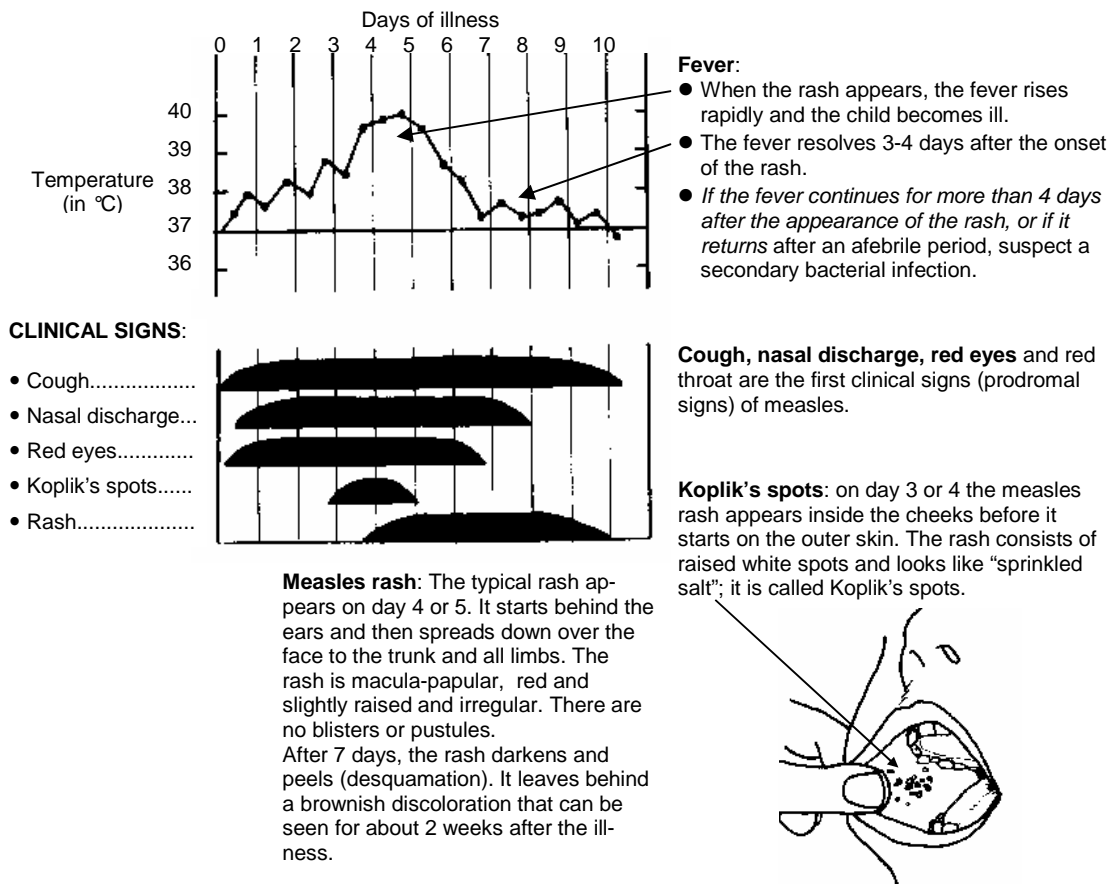 Days of illness
0 1 2 3 4 5 6 7 8 9 10
40
39
38
37
36
Temperature
(in °C)
Fever:
● When the rash appears, the fever rises
rapidly and the child becomes ill.
● The fever resolves 3-4 days after the onset
of the rash.
● If the fever continues for more than 4 days
after the appearance of the rash, or if it
returns after an afebrile period, suspect a
secondary bacterial infection.
CLINICAL SIGNS:
• Cough..................
• Nasal discharge...
• Red eyes.............
• Koplik’s spots......
• Rash....................
Cough, nasal discharge, red eyes and red
throat are the first clinical signs (prodromal
signs) of measles.
Koplik’s spots: on day 3 or 4 the measles
rash appears inside the cheeks before it
starts on the outer skin. The rash consists of
raised white spots and looks like “sprinkled
salt”; it is called Koplik’s spots.
Measles rash: The typical rash ap-
pears on day 4 or 5. It starts behind the
ears and then spreads down over the
face to the trunk and all limbs. The
rash is macula-papular, red and
slightly raised and irregular. There are
no blisters or pustules.
After 7 days, the rash darkens and
peels (desquamation). It leaves behind
a brownish discoloration that can be
seen for about 2 weeks after the ill-
ness.